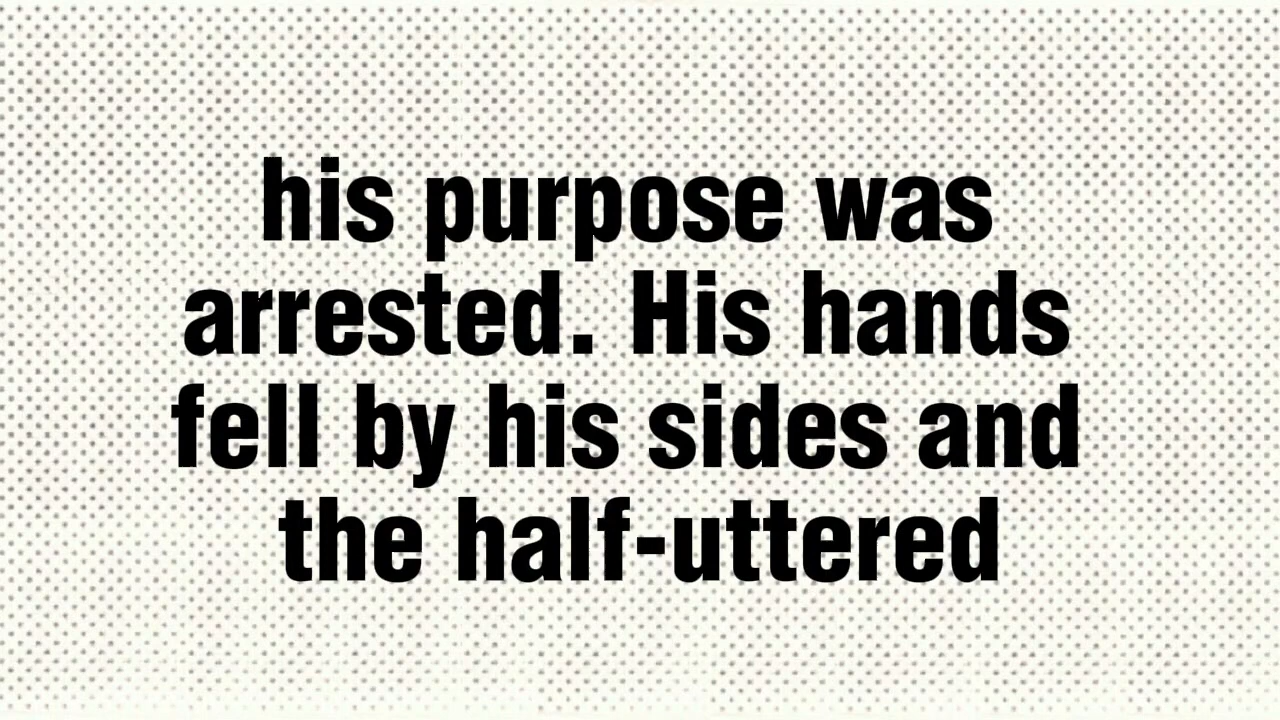 his purpose was
arrested. His hands
fell by his sides and
the half-uttered